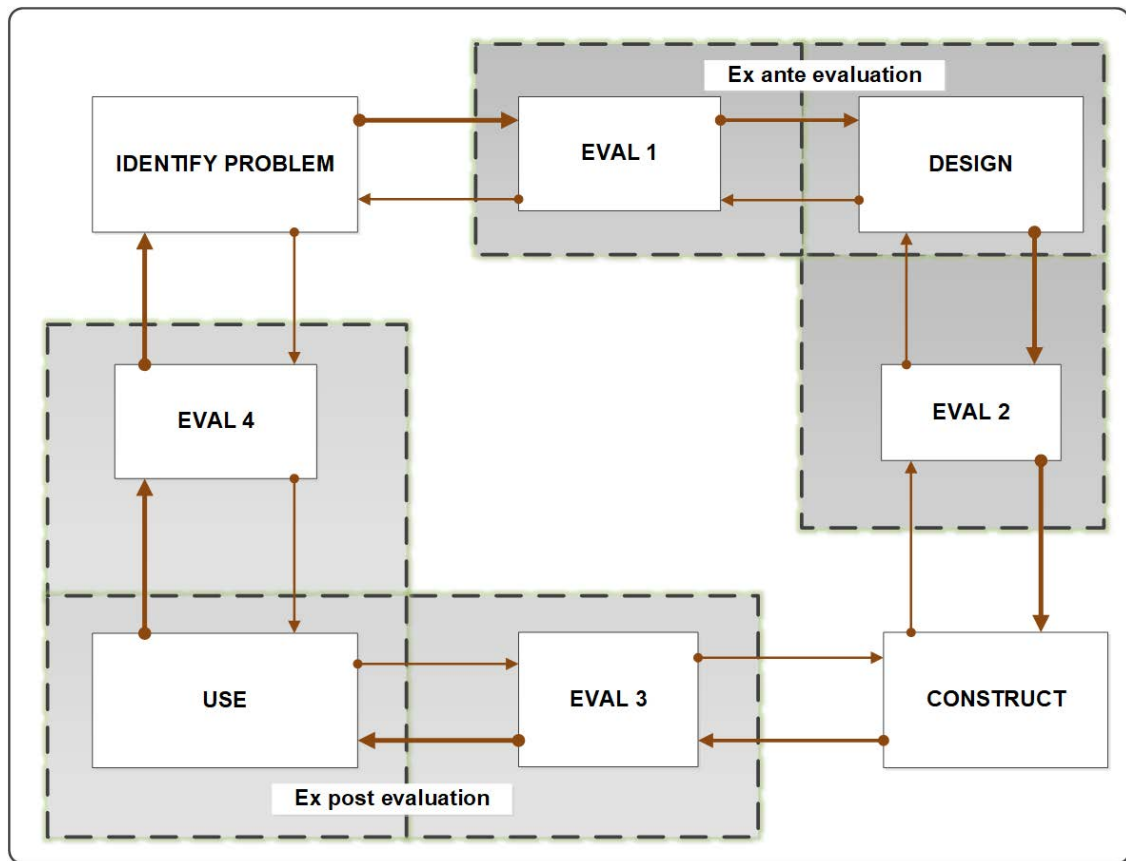 Ex ante evaluation
IDENTIFY PROBLEM
EVAL 1
DESIGN
EVAL 4
EVAL 2
USE
EVAL 3
CONSTRUCT
Ex post evaluation